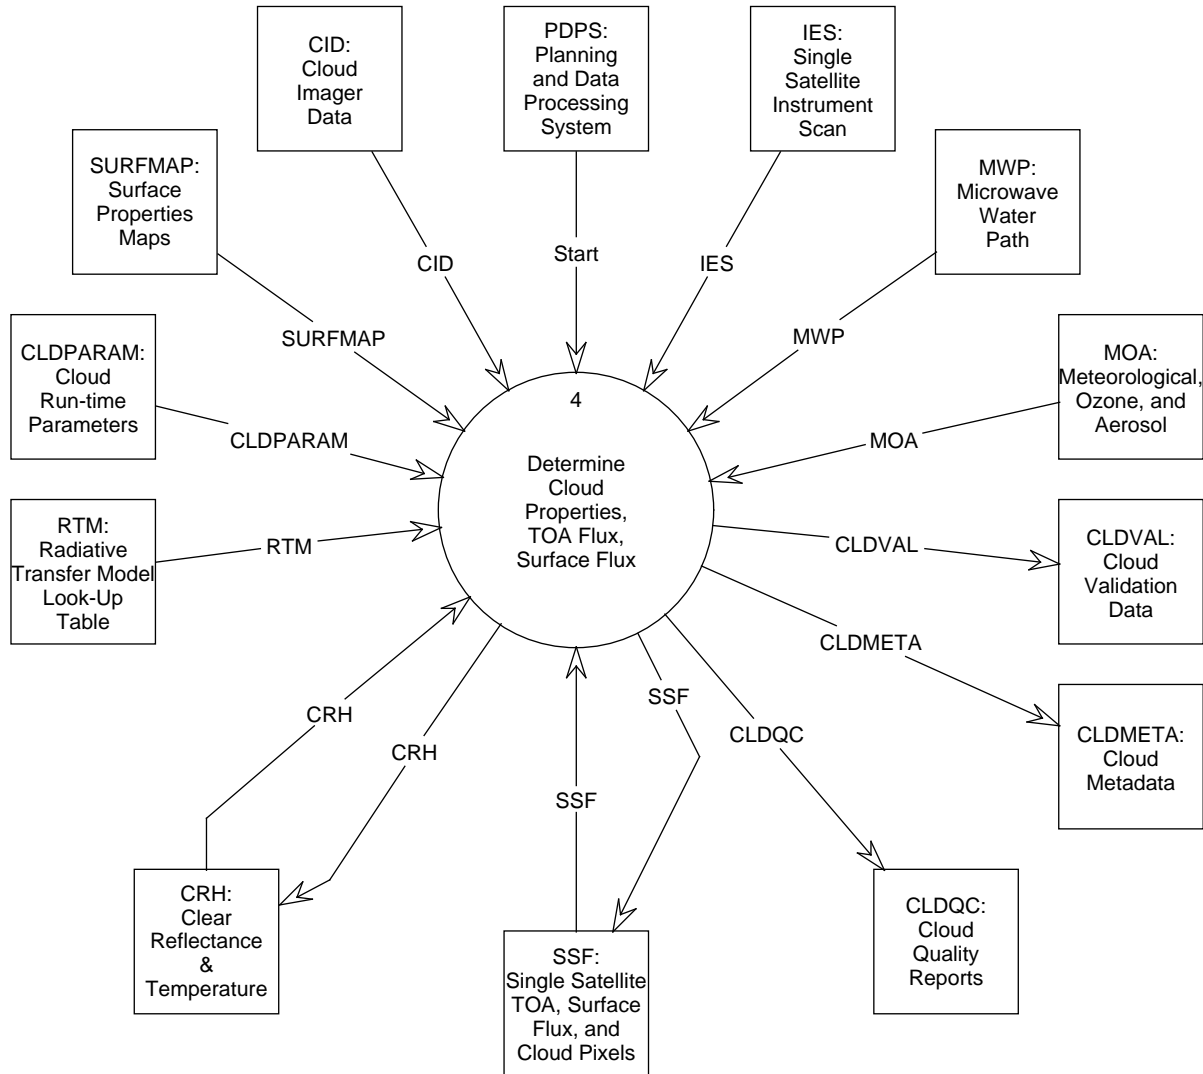 CID:
Cloud
Imager
Data
PDPS:
Planning
and Data
Processing
System
IES:
Single
Satellite
Instrument
Scan
SURFMAP:
Surface
Properties
Maps
MWP:
Microwave
Water
Path
CID
Start
IES
SURFMAP
MWP
CLDPARAM:
Cloud
Run-time
Parameters
MOA:
Meteorological,
Ozone, and
Aerosol
CLDPARAM
MOA
4
Determine
Cloud
Properties,
TOA Flux,
Surface Flux
RTM:
Radiative
Transfer Model
Look-Up
Table
RTM
CLDVAL
CLDVAL:
Cloud
Validation
Data
CLDMETA
CLDMETA:
Cloud
Metadata
CRH
CRH
SSF
SSF
CLDQC
CRH:
Clear
Reflectance
&
Temperature
SSF:
Single Satellite
TOA, Surface
Flux, and
Cloud Pixels
CLDQC:
Cloud
Quality
Reports